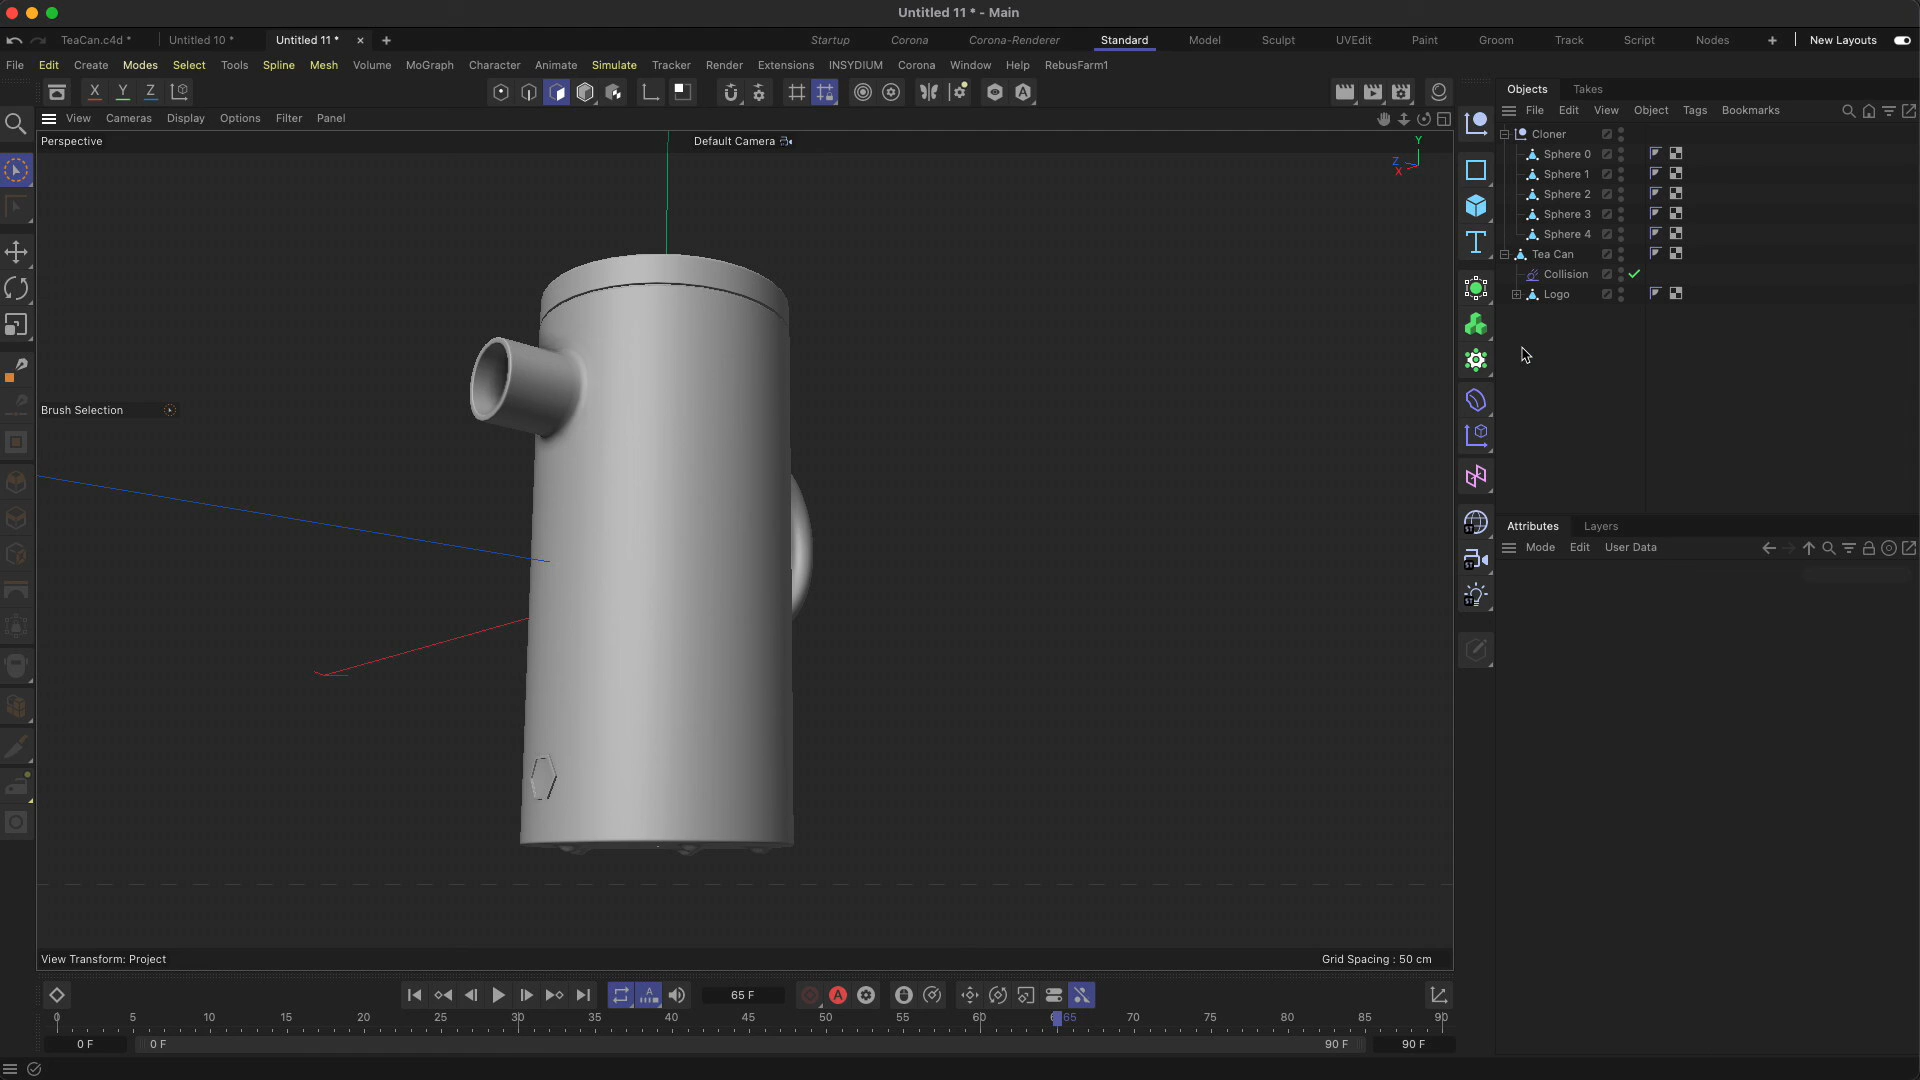 Untitled 11 * - Main
TeaCan.c4d *
Untitled 10 *
Untitled 11 *
Startup
Corona
Corona-Renderer
Standard
Model
Sculpt
UVEdit
Paint
Groom
Track
Script
Nodes
New Layouts
File Edit Create Modes Select Tools Spline Mesh Volume MoGraph Character Animate Simulate Tracker Render Extensions INSYDIUM Corona Window Help RebusFarm1
X Y Z
Objects Takes
File Edit View Object Tags Bookmarks
View Cameras Display Options Filter Panel
Perspective
Default Camera
Y
Z
X
Cloner
Sphere 0
Sphere 1
Sphere 2
Sphere 3
Sphere 4
Tea Can
Collision
Logo
Brush Selection
Attributes Layers
Mode Edit User Data
ST
ST
ST
View Transform: Project
Grid Spacing : 50 cm
65 F
0 5 10 15 20 25 30 35 40 45 50 55 60 65 70 75 80 85 90
0 F
0 F
90 F
90 F